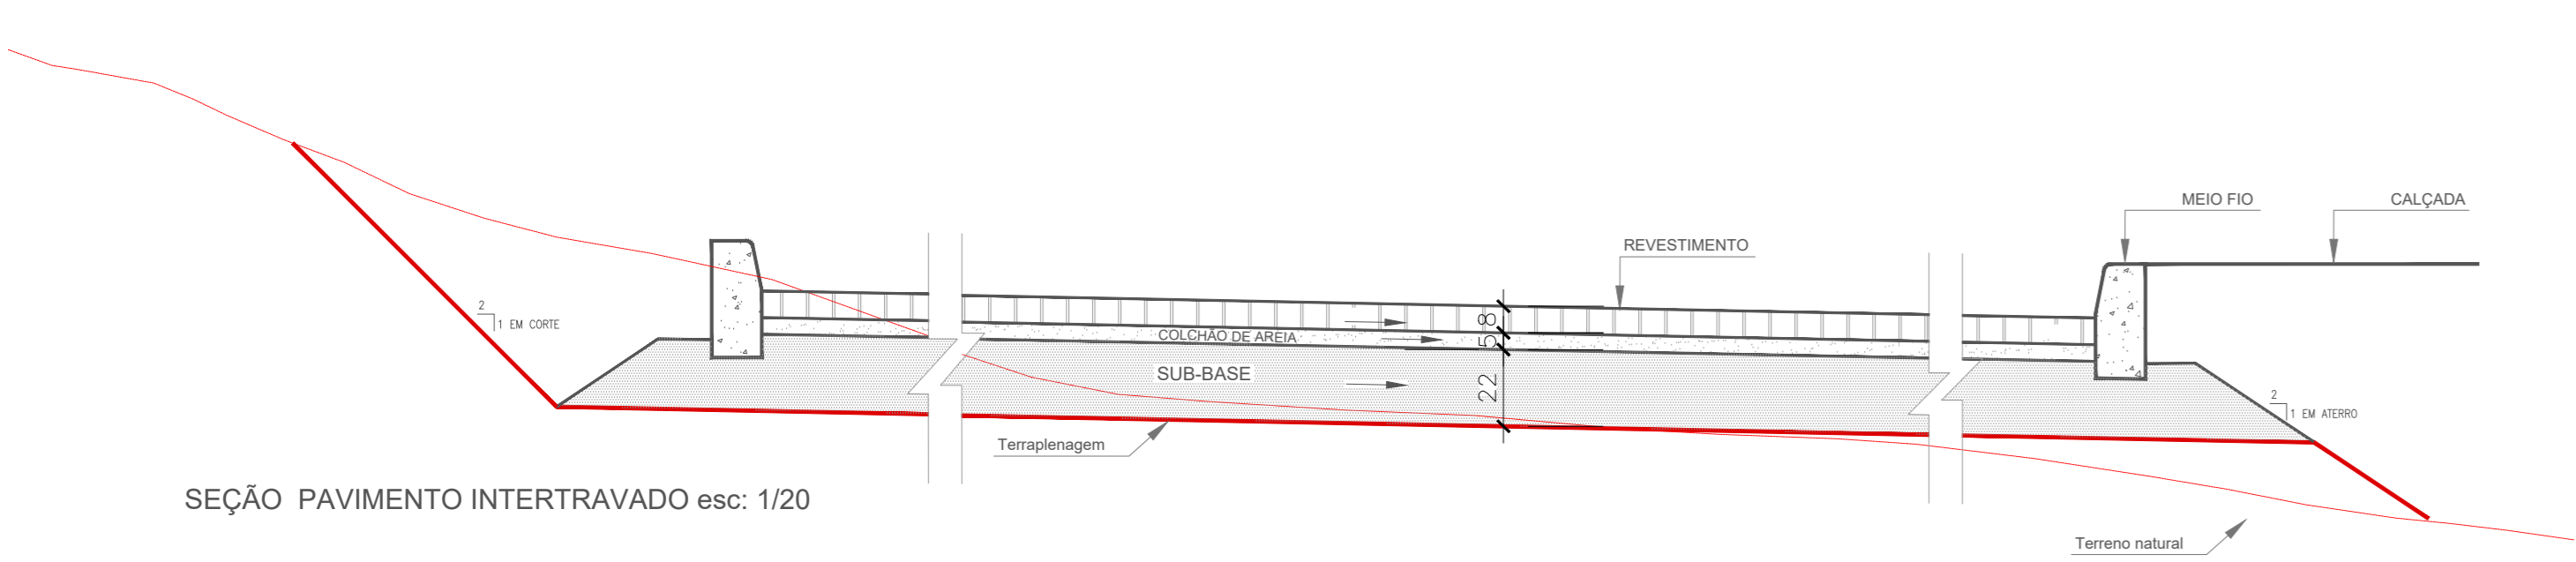 MEIO FIO
CALÇADA
REVESTIMENTO
2
1 EM CORTE
8
COLCHÃO DE AREIA
5
SUB-BASE
22
2
1 EM ATERRO
Terraplenagem
SEÇÃO PAVIMENTO INTERTRAVADO esc: 1/20
Terreno natural